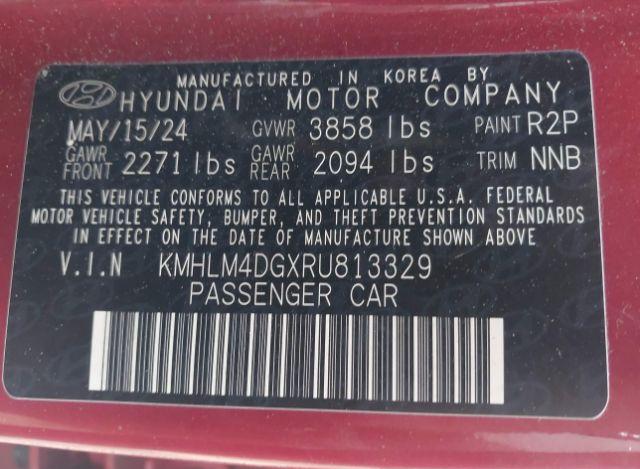 MANUFACTURED IN KOREA BY
HYUNDAI MOTOR COMPANY
MAY/15/24 GVWR 3858 lbs PAINT R2P
GAWR FRONT 2271 lbs GAWR REAR 2094 lbs TRIM NNB
THIS VEHICLE CONFORMS TO ALL APPLICABLE U.S.A. FEDERAL
MOTOR VEHICLE SAFETY, BUMPER, AND THEFT PREVENTION STANDARDS
IN EFFECT ON THE DATE OF MANUFACTURE SHOWN ABOVE
V.I.N KMHLM4DGXRU813329
PASSENGER CAR